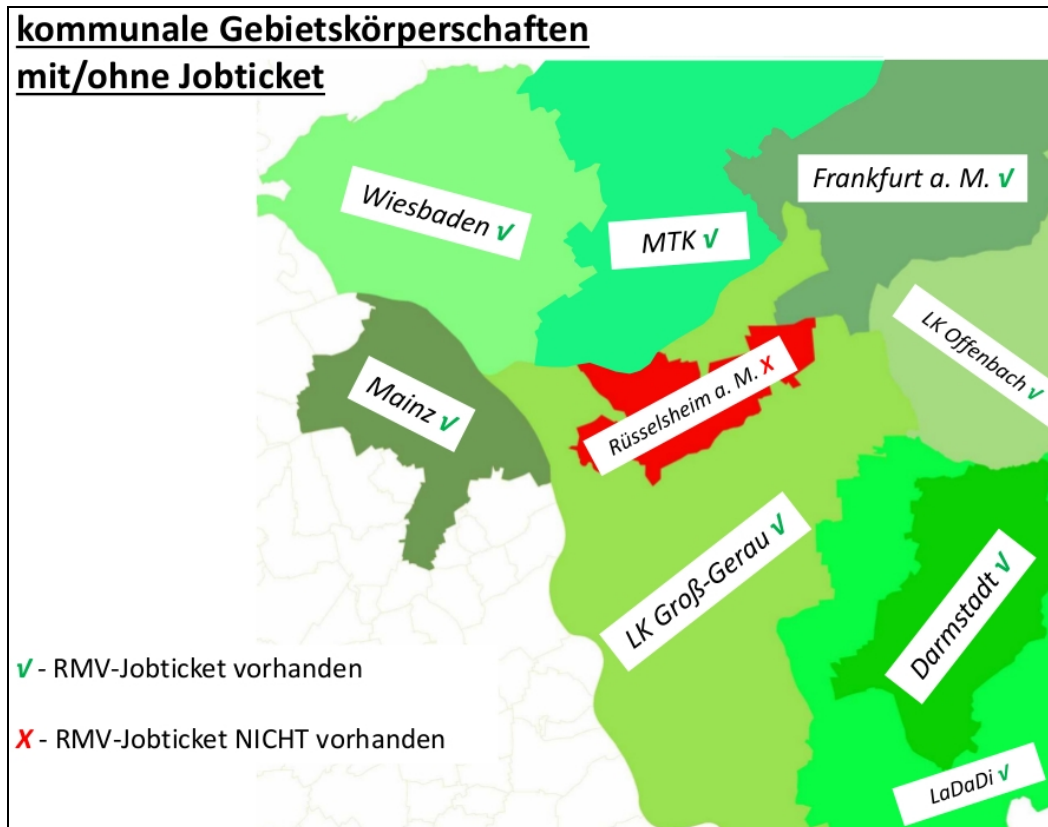 kommunale Gebietskörperschaften
mit/ohne Jobticket
Wiesbaden √
MTK √
Frankfurt a. M. √
LK Offenbach √
Mainz √
Rüsselsheim a. M. X
LK Groß-Gerau √
Darmstadt √
LaDaDi √
√ - RMV-Jobticket vorhanden
X - RMV-Jobticket NICHT vorhanden